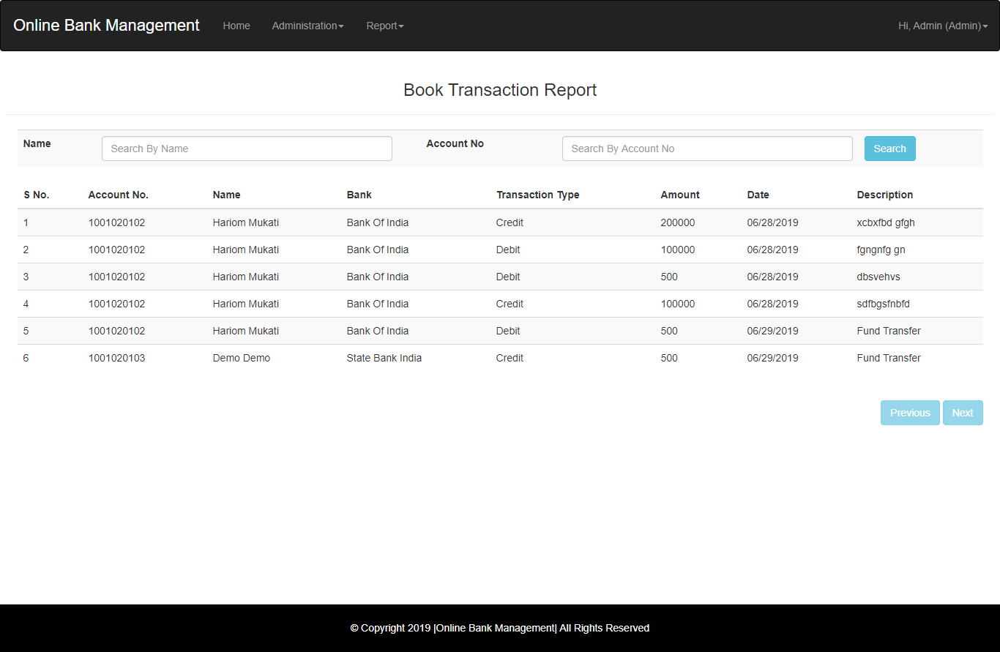 Online Bank Management Home Administration Report Hi, Admin (Admin)
Book Transaction Report
Name Search By Name Account No Search By Account No Search
S No. Account No. Name Bank Transaction Type Amount Date Description
1 1001020102 Hariom Mukati Bank Of India Credit 200000 06/28/2019 xcbxfbd gfgh
2 1001020102 Hariom Mukati Bank Of India Debit 100000 06/28/2019 fgngnfg gn
3 1001020102 Hariom Mukati Bank Of India Debit 500 06/28/2019 dbsvehvs
4 1001020102 Hariom Mukati Bank Of India Credit 100000 06/28/2019 sdfbgsfnbfd
5 1001020102 Hariom Mukati Bank Of India Debit 500 06/29/2019 Fund Transfer
6 1001020103 Demo Demo State Bank India Credit 500 06/29/2019 Fund Transfer
Previous Next
© Copyright 2019 |Online Bank Management| All Rights Reserved